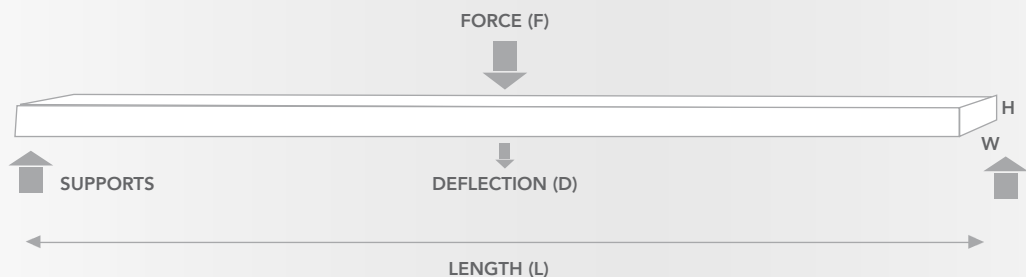 FORCE (F)
H
W
SUPPORTS
DEFLECTION (D)
LENGTH (L)